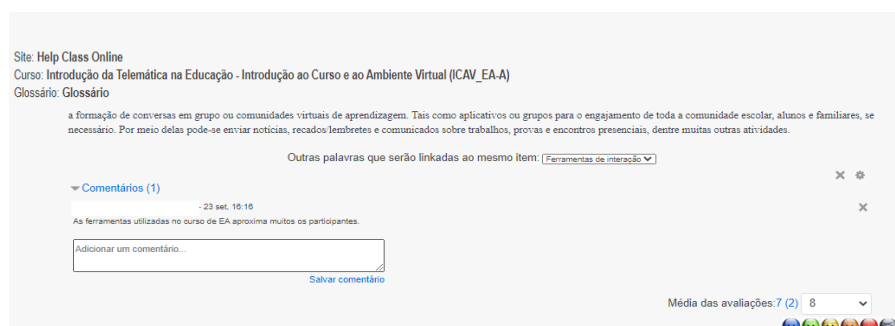 Site: Help Class Online
Curso: Introdução da Telemática na Educação - Introdução ao Curso e ao Ambiente Virtual (ICAV_EA-A)
Glossário: Glossário
a formação de conversas em grupo ou comunidades virtuais de aprendizagem. Tais como aplicativos ou grupos para o engajamento de toda a comunidade escolar, alunos e familiares, se
necessário. Por meio delas pode-se enviar notícias, recados/lembretes e comunicados sobre trabalhos, provas e encontros presenciais, dentre muitas outras atividades.
Outras palavras que serão linkadas ao mesmo item: Ferramentas de interação
Comentários (1)
- 23 set, 16:16
As ferramentas utilizadas no curso de EA aproxima muitos os participantes.
Adicionar um comentário...
Salvar comentário
Média das avaliações:7 (2) 8